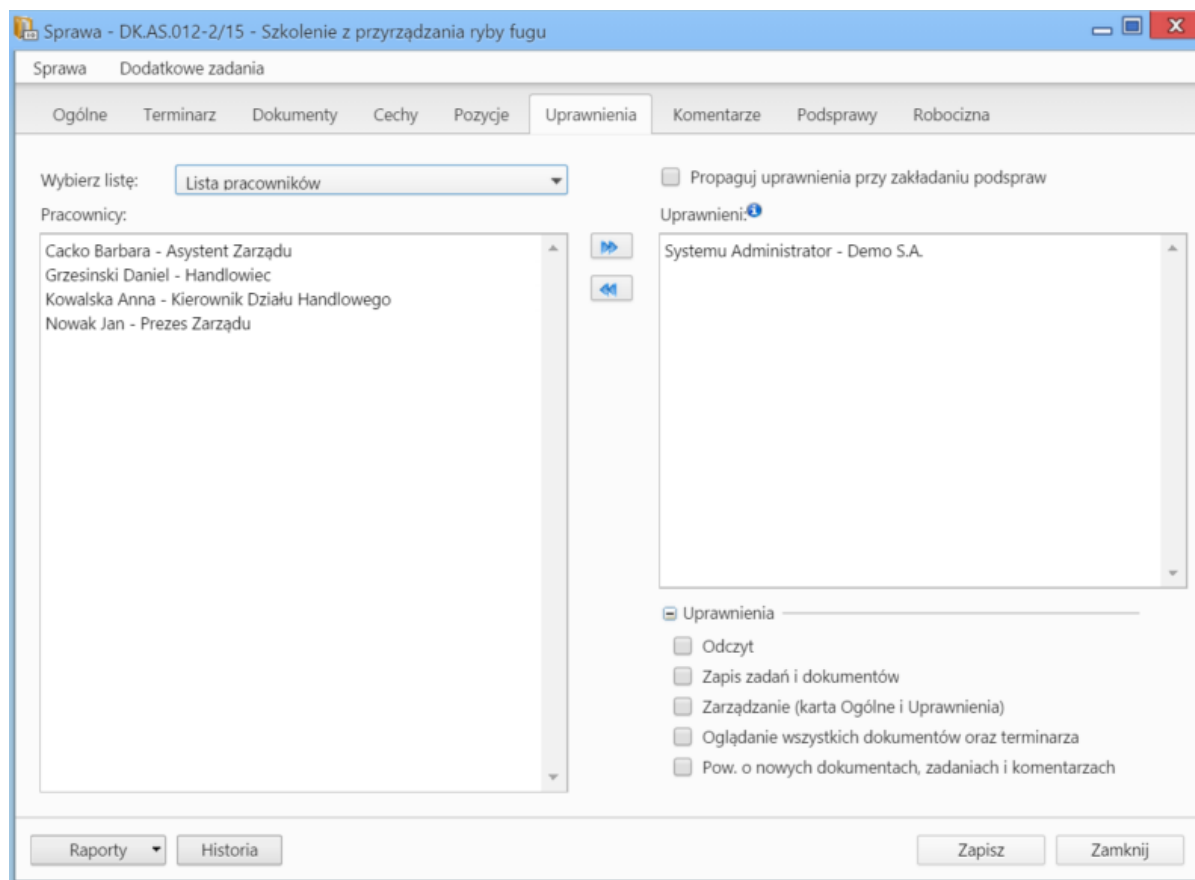 Sprawa - DK.AS.012-2/15 - Szkolenie z przyrządzania ryby fugu
Sprawa Dodatkowe zadania
Ogólne Terminarz Dokumenty Cechy Pozycje Uprawnienia Komentarze Podsprawy Robocizna
Wybierz listę: Lista pracowników
Propaguj uprawnienia przy zakładaniu podspraw
Pracownicy:
Cacko Barbara - Asystent Zarządu
Grzesinski Daniel - Handlowiec
Kowalska Anna - Kierownik Działu Handlowego
Nowak Jan - Prezes Zarządu
Uprawnieni:
Systemu Administrator - Demo S.A.
Uprawnienia
Odczyt
Zapis zadań i dokumentów
Zarządzanie (karta Ogólne i Uprawnienia)
Oglądanie wszystkich dokumentów oraz terminarza
Pow. o nowych dokumentach, zadaniach i komentarzach
Raporty Historia Zapisz Zamknij